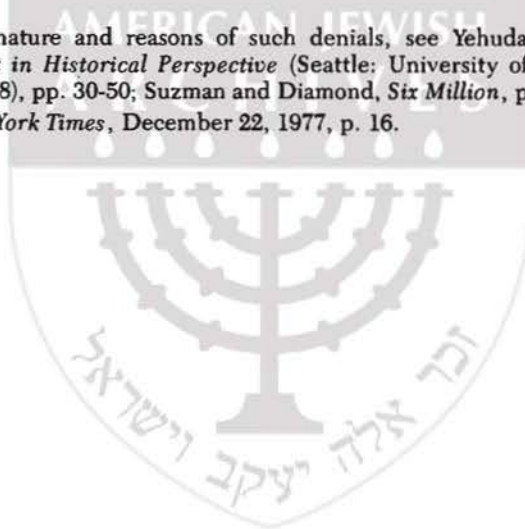 AMERICAN JEWISH
ARCHIVES
nature and reasons of such denials, see Yehuda
in Historical Perspective (Seattle: University of
8), pp. 30-50; Suzman and Diamond, Six Million, p
York Times, December 22, 1977, p. 16.
זכר אלה יעקב וישראל